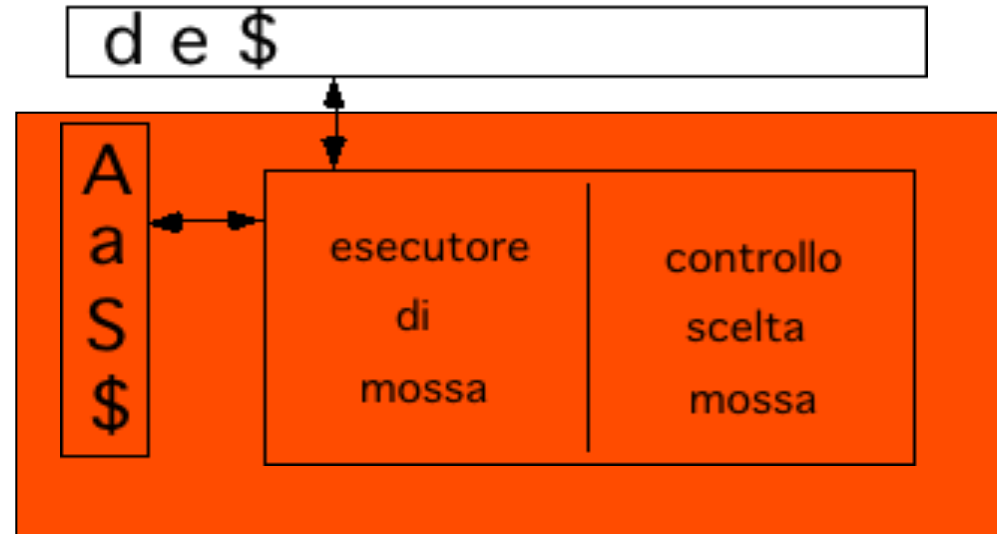 d e $
A
a
S
$
esecutore
di
mossa
controllo
scelta
mossa